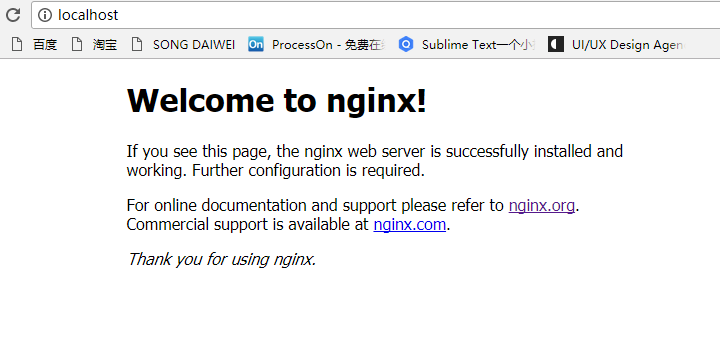 localhost
百度 淘宝 SONG DAIWEI ProcessOn - 免费在 Sublime Text一个小 UI/UX Design Agen
Welcome to nginx!
If you see this page, the nginx web server is successfully installed and
working. Further configuration is required.
For online documentation and support please refer to nginx.org.
Commercial support is available at nginx.com.
Thank you for using nginx.